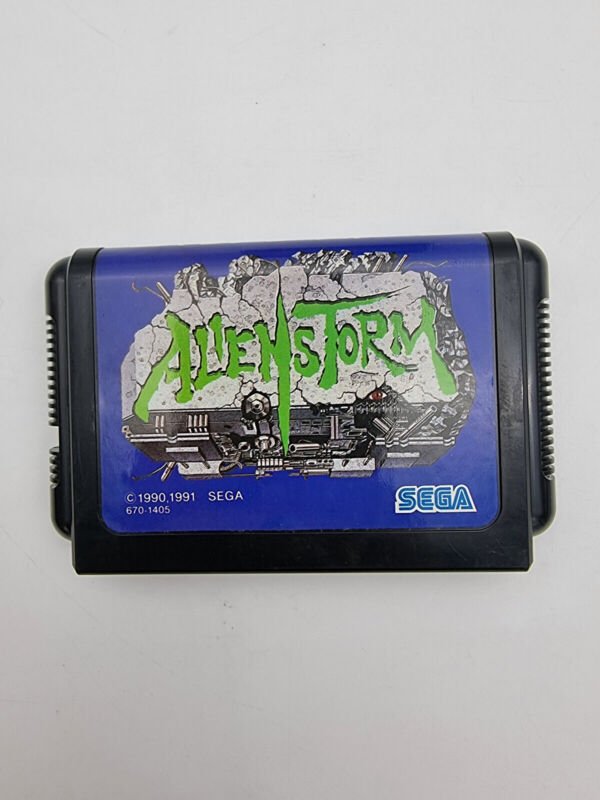 ALIEN STORM
© 1990,1991 SEGA
670-1405
SEGA